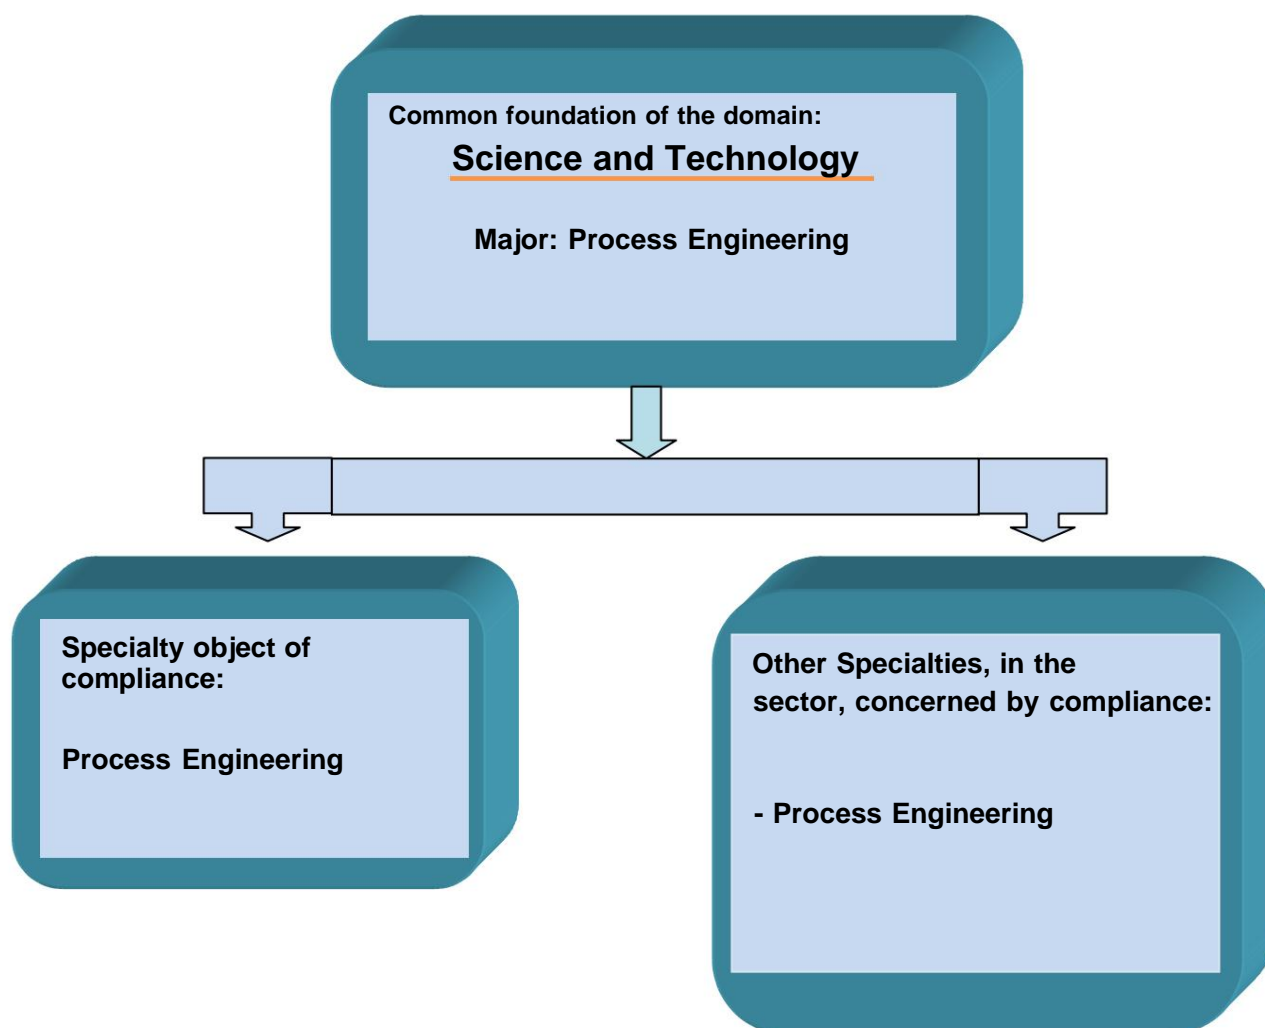 Common foundation of the domain:
Science and Technology
Major: Process Engineering
Specialty object of
compliance:
Process Engineering
Other Specialties, in the
sector, concerned by compliance:
- Process Engineering